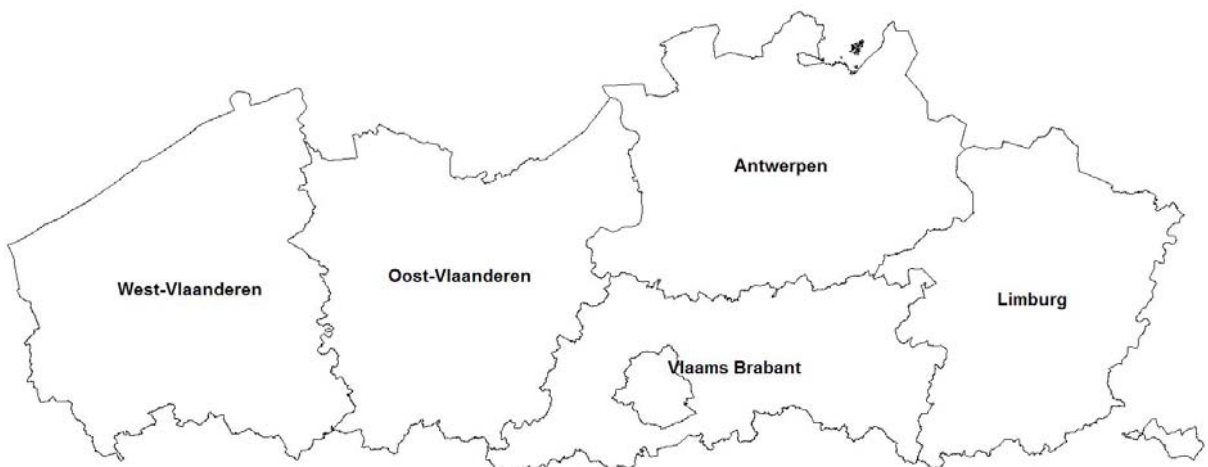 Antwerpen
West-Vlaanderen
Oost-Vlaanderen
Limburg
Vlaams Brabant